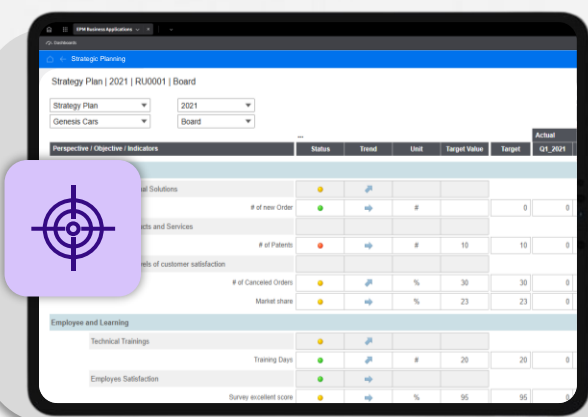 EPM Business Applications
Dashboards
Strategic Planning
Strategy Plan | 2021 | RU0001 | Board
Strategy Plan 2021
Genesis Cars Board
... Actual
Perspective / Objective / Indicators Status Trend Unit Target Value Target Q1_2021
Solutions
# of new Order # 0 0
and Services
# of Patents # 10 10 0
of customer satisfaction
# of Canceled Orders % 30 30 0
Market share % 23 23 0
Employee and Learning
Technical Trainings
Training Days # 20 20 0
Employes Satisfaction
Survey excellent score % 95 95 0